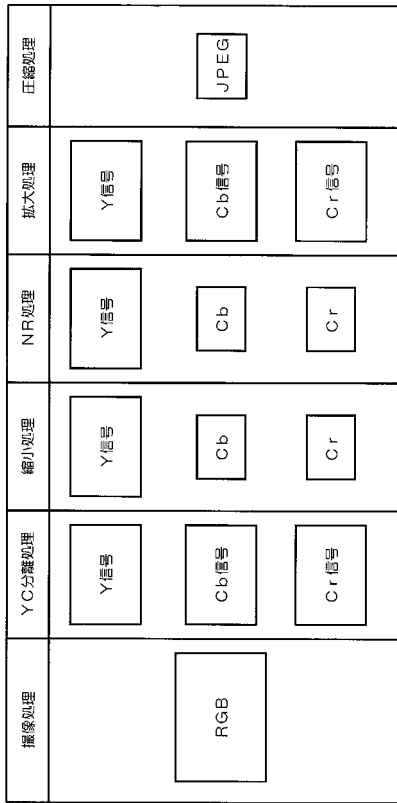 撮像処理
YC分離処理
縮小処理
NR処理
拡大処理
圧縮処理
RGB
Y信号
Cb信号
Cr信号
Y信号
Cb
Cr
Y信号
Cb
Cr
Y信号
Cb信号
Cr信号
JPEG